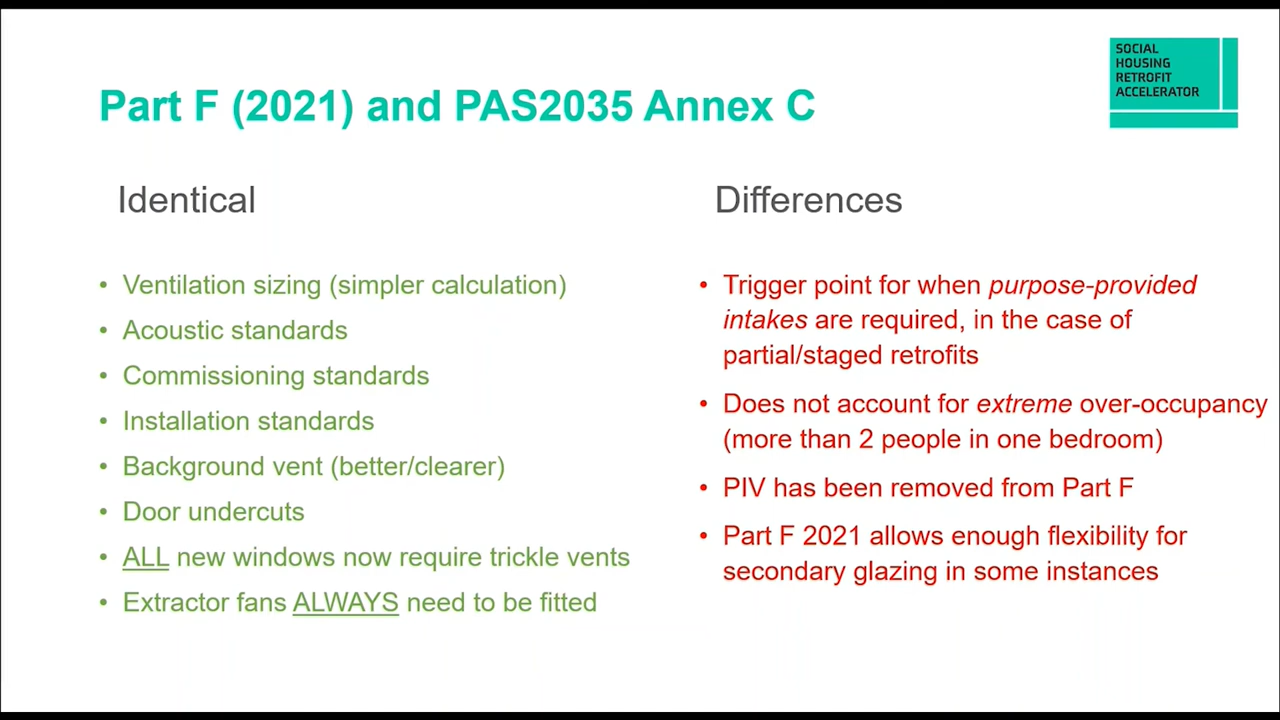 SOCIAL
HOUSING
RETROFIT
ACCELERATOR
Part F (2021) and PAS2035 Annex C
Identical
• Ventilation sizing (simpler calculation)
• Acoustic standards
• Commissioning standards
• Installation standards
• Background vent (better/clearer)
• Door undercuts
• ALL new windows now require trickle vents
• Extractor fans ALWAYS need to be fitted
Differences
• Trigger point for when purpose-provided
intakes are required, in the case of
partial/staged retrofits
• Does not account for extreme over-occupancy
(more than 2 people in one bedroom)
• PIV has been removed from Part F
• Part F 2021 allows enough flexibility for
secondary glazing in some instances